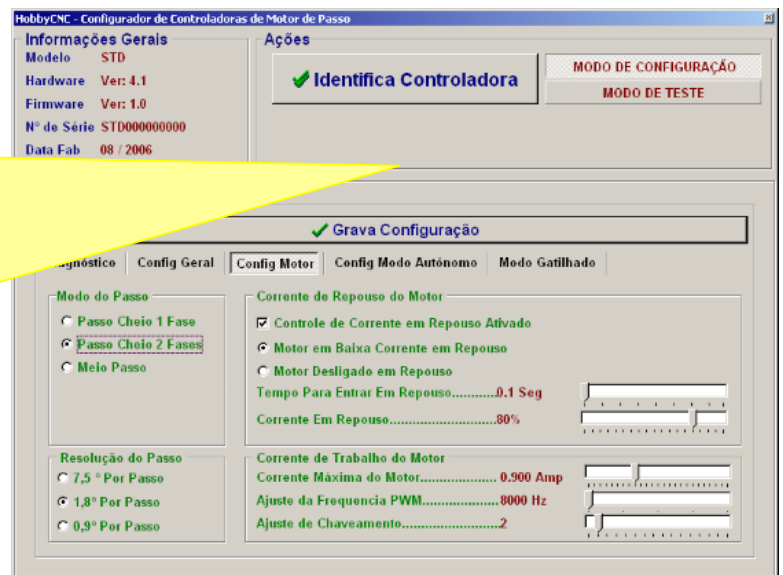 HobbyCNC - Configurador de Controladoras de Motor de Passo
Informações Gerais
Modelo STD
Hardware Ver: 4.1
Firmware Ver: 1.0
Nº de Série STD000000000
Data Fab 08 / 2006
Ações
Identifica Controladora
MODO DE CONFIGURAÇÃO
MODO DE TESTE
Grava Configuração
Config Geral Config Motor Config Modo Autónomo Modo Gatilhado
Modo do Passo
Passo Cheio 1 Fase
Passo Cheio 2 Fases
Meio Passo
Corrente de Repouso do Motor
Controle de Corrente em Repouso Ativado
Motor em Baixa Corrente em Repouso
Motor Desligado em Repouso
Tempo Para Entrar Em Repouso...........0.1 Seg
Corrente Em Repouso...........................80%
Resolução do Passo
7,5 º Por Passo
1,8º Por Passo
0,9º Por Passo
Corrente de Trabalho do Motor
Corrente Máxima do Motor................... 0.900 Amp
Ajuste da Frequencia PWM...................8000 Hz
Ajuste de Chaveamento.........................2